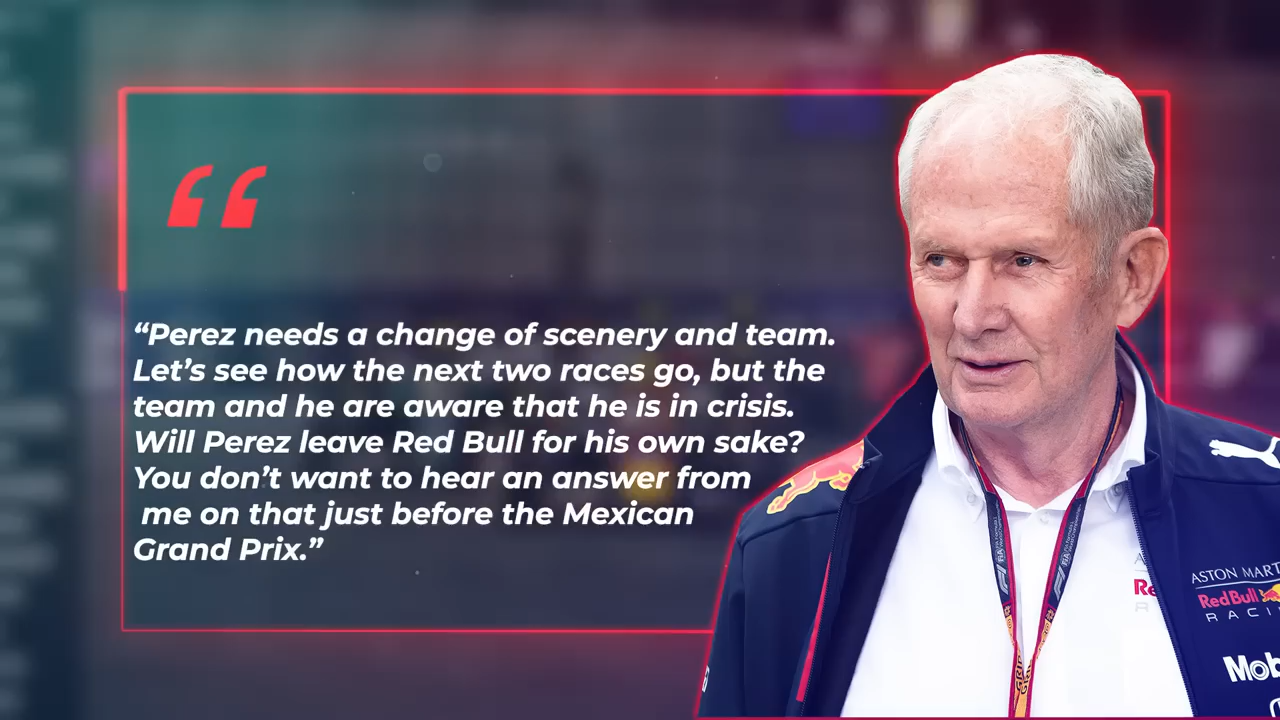 “Perez needs a change of scenery and team.
Let’s see how the next two races go, but the
team and he are aware that he is in crisis.
Will Perez leave Red Bull for his own sake?
You don’t want to hear an answer from
me on that just before the Mexican
Grand Prix.”
ASTON MART
Red Bull
RACI
Mob
Re
R